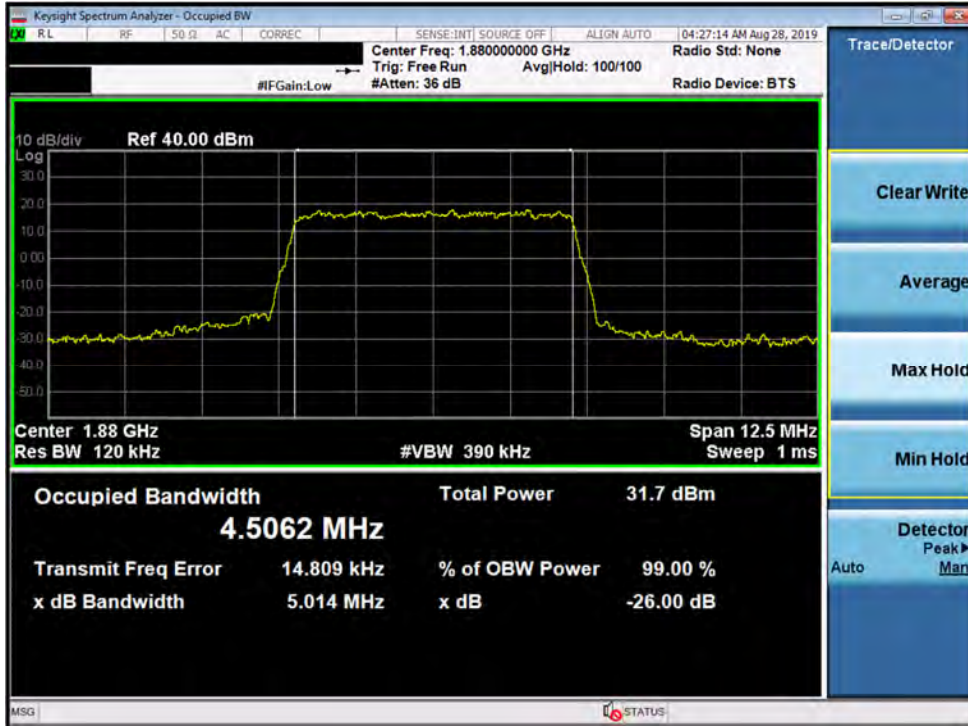 Keysight Spectrum Analyzer - Occupied BW
LXI RL RF 50 Ω AC CORREC SENSE:INT SOURCE OFF ALIGN AUTO 04:27:14 AM Aug 28, 2019
Center Freq: 1.880000000 GHz Radio Std: None
Trig: Free Run Avg|Hold: 100/100
#IFGain:Low #Atten: 36 dB Radio Device: BTS
10 dB/div Ref 40.00 dBm
Log
30.0
20.0
10.0
0.00
-10.0
-20.0
-30.0
-40.0
-50.0
Center 1.88 GHz Span 12.5 MHz
Res BW 120 kHz #VBW 390 kHz Sweep 1 ms
Occupied Bandwidth Total Power 31.7 dBm
4.5062 MHz
Transmit Freq Error 14.809 kHz % of OBW Power 99.00 %
x dB Bandwidth 5.014 MHz x dB -26.00 dB
MSG STATUS
Trace/Detector
Clear Write
Average
Max Hold
Min Hold
Detector
Peak▶
Auto Man